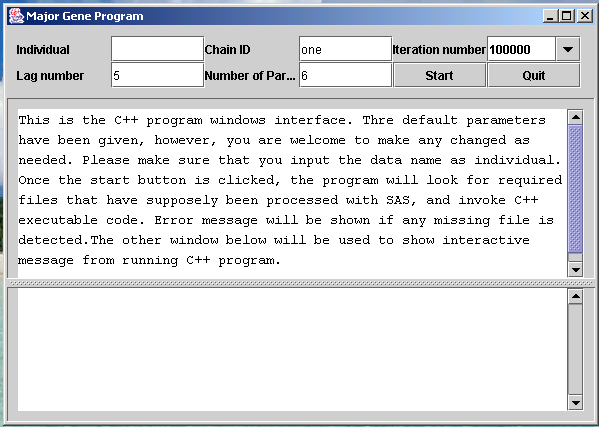 Major Gene Program
Individual Chain ID one Iteration number 100000
Lag number 5 Number of Par... 6 Start Quit
This is the C++ program windows interface. Thre default parameters
have been given, however, you are welcome to make any changed as
needed. Please make sure that you input the data name as individual.
Once the start button is clicked, the program will look for required
files that have supposely been processed with SAS, and invoke C++
executable code. Error message will be shown if any missing file is
detected.The other window below will be used to show interactive
message from running C++ program.